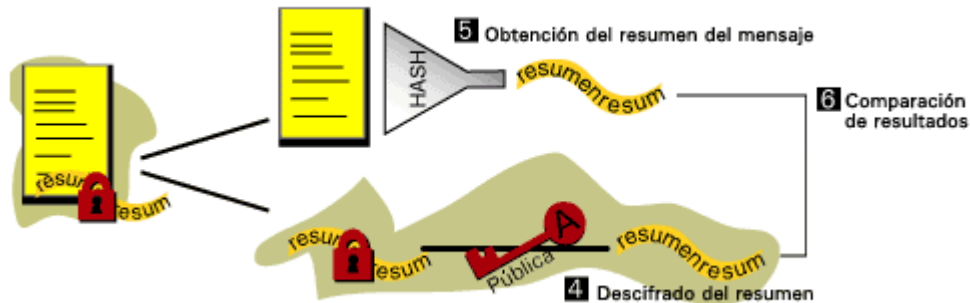 5 Obtención del resumen del mensaje
HASH
resumenresum
6 Comparación
de resultados
resum
resum
resum
resum
A
Pública
resumenresum
4 Descifrado del resumen